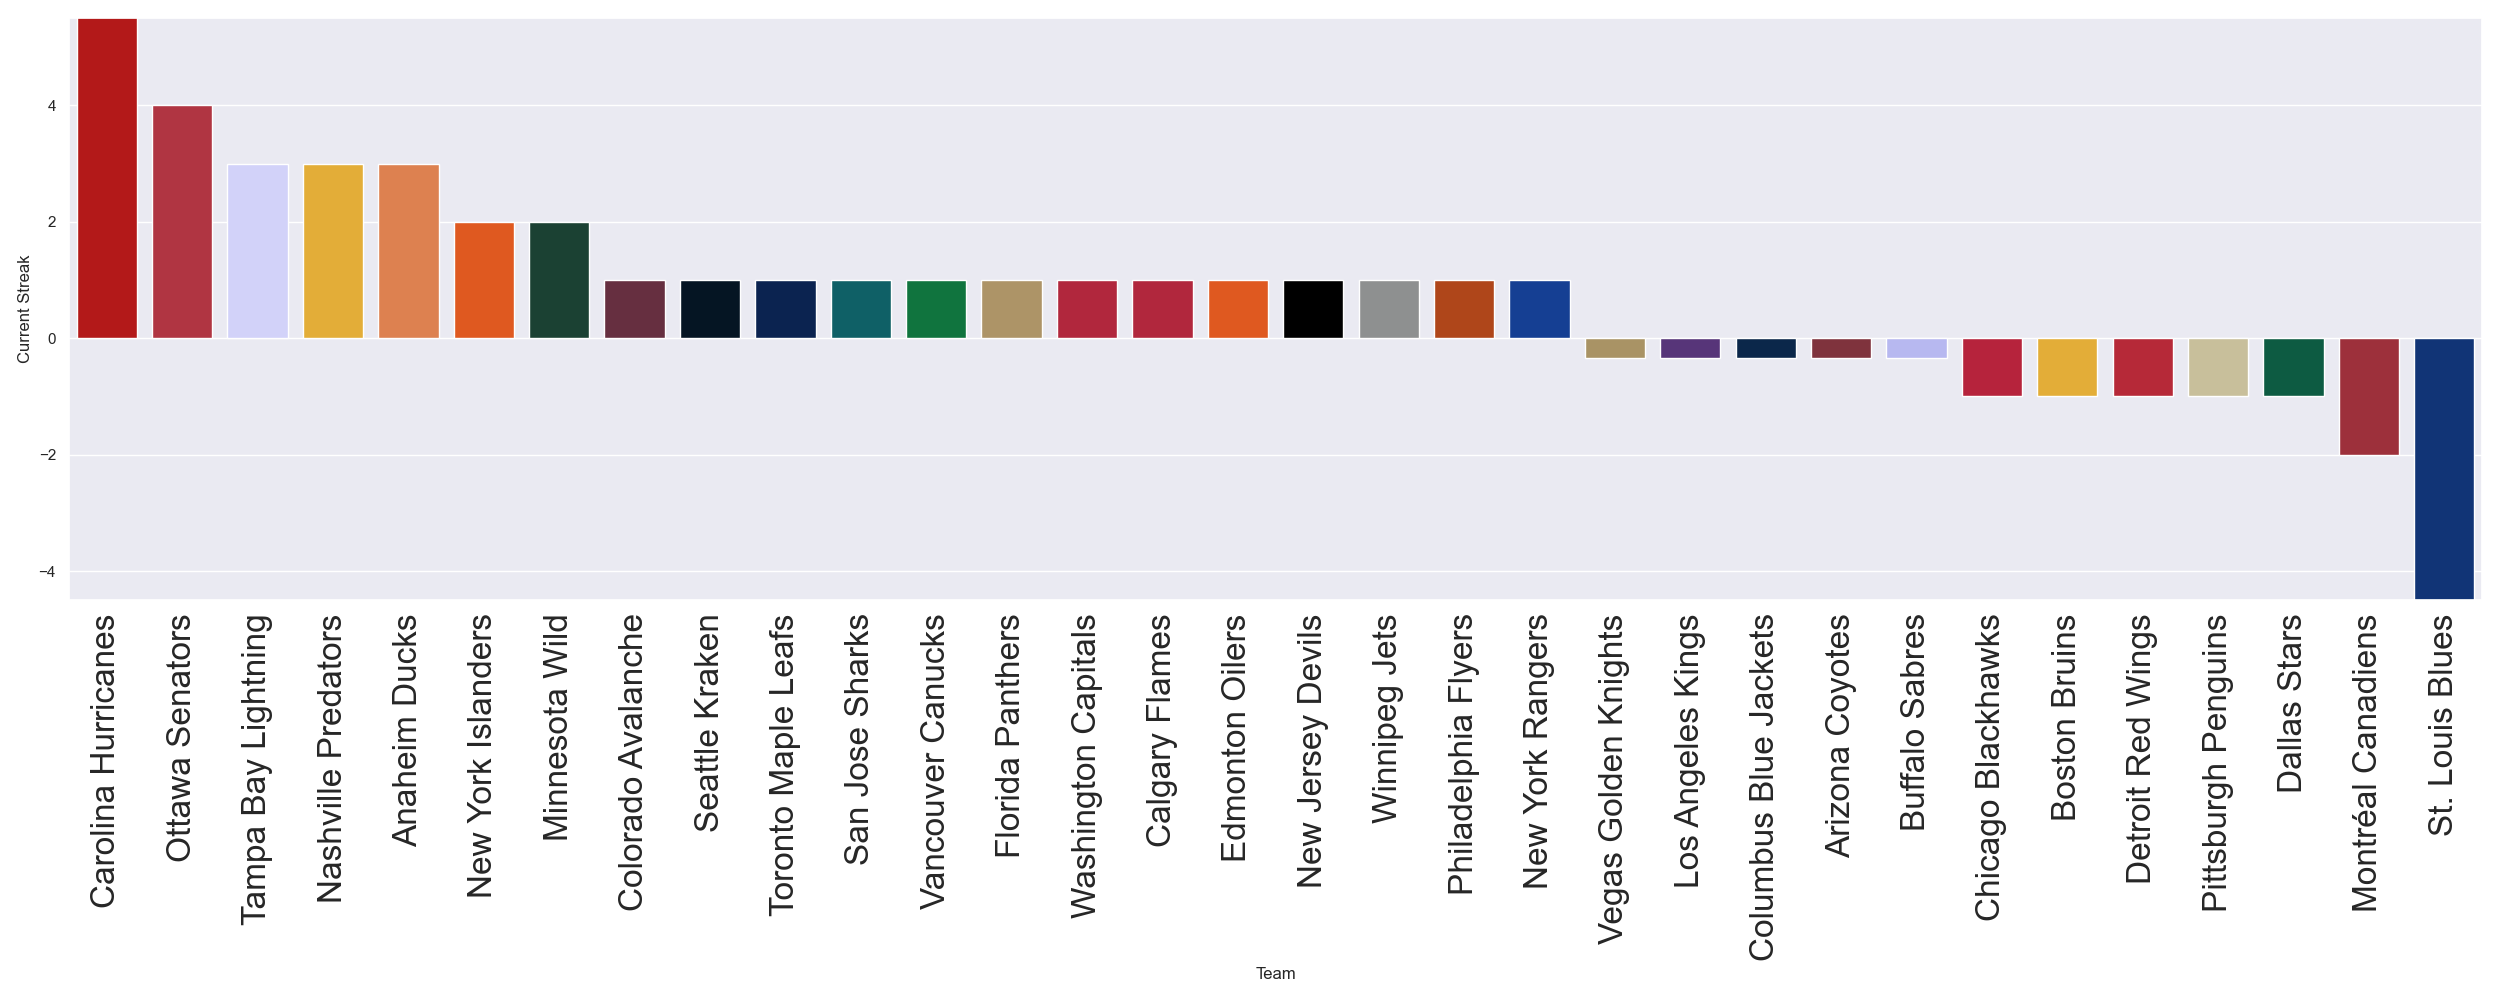 4
2
0
−2
−4
Current Streak
Carolina Hurricanes
Ottawa Senators
Tampa Bay Lightning
Nashville Predators
Anaheim Ducks
New York Islanders
Minnesota Wild
Colorado Avalanche
Seattle Kraken
Toronto Maple Leafs
San Jose Sharks
Vancouver Canucks
Florida Panthers
Washington Capitals
Calgary Flames
Edmonton Oilers
New Jersey Devils
Winnipeg Jets
Philadelphia Flyers
New York Rangers
Vegas Golden Knights
Los Angeles Kings
Columbus Blue Jackets
Arizona Coyotes
Buffalo Sabres
Chicago Blackhawks
Boston Bruins
Detroit Red Wings
Pittsburgh Penguins
Dallas Stars
Montréal Canadiens
St. Louis Blues
Team